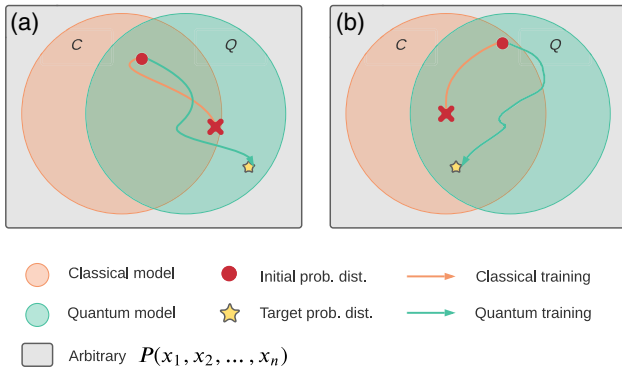 (a) C Q (b) C Q
Classical model Initial prob. dist. Classical training
Quantum model Target prob. dist. Quantum training
Arbitrary P(x₁, x₂, ... , xₙ)